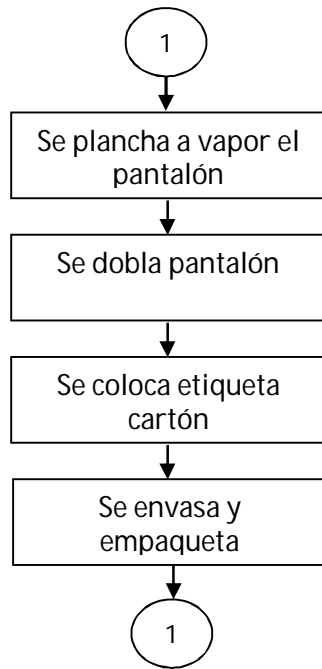 1
Se plancha a vapor el
pantalón
Se dobla pantalón
Se coloca etiqueta
cartón
Se envasa y
empaqueta
1